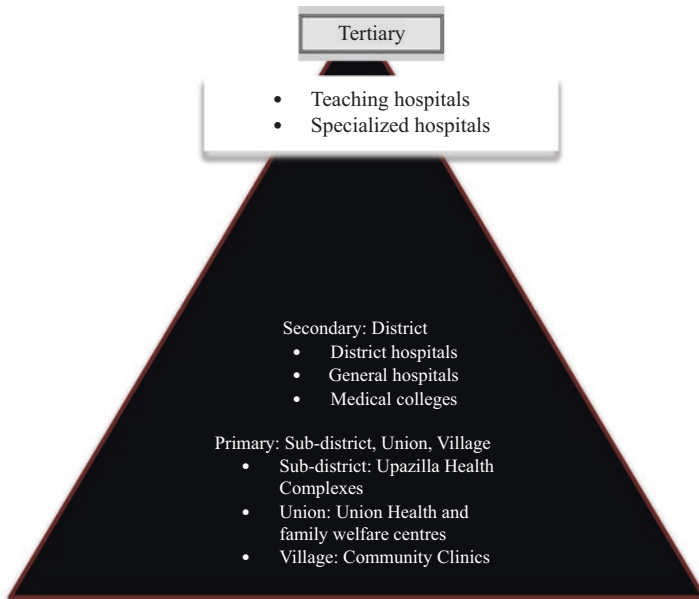 Tertiary
• Teaching hospitals
• Specialized hospitals
Secondary: District
• District hospitals
• General hospitals
• Medical colleges
Primary: Sub-district, Union, Village
• Sub-district: Upazilla Health
Complexes
• Union: Union Health and
family welfare centres
• Village: Community Clinics